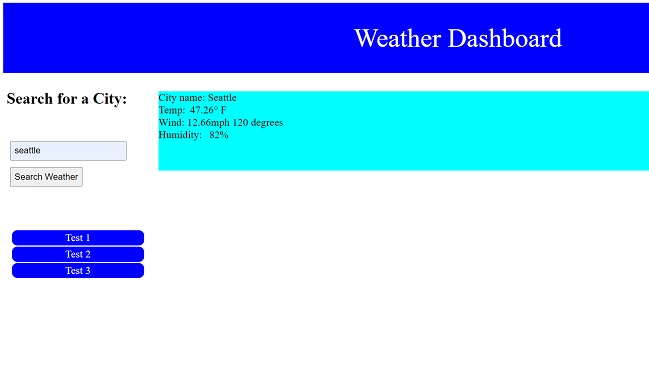 Weather Dashboard
Search for a City:
seattle
Search Weather
Test 1
Test 2
Test 3
City name: Seattle
Temp: 47.26° F
Wind: 12.66mph 120 degrees
Humidity: 82%